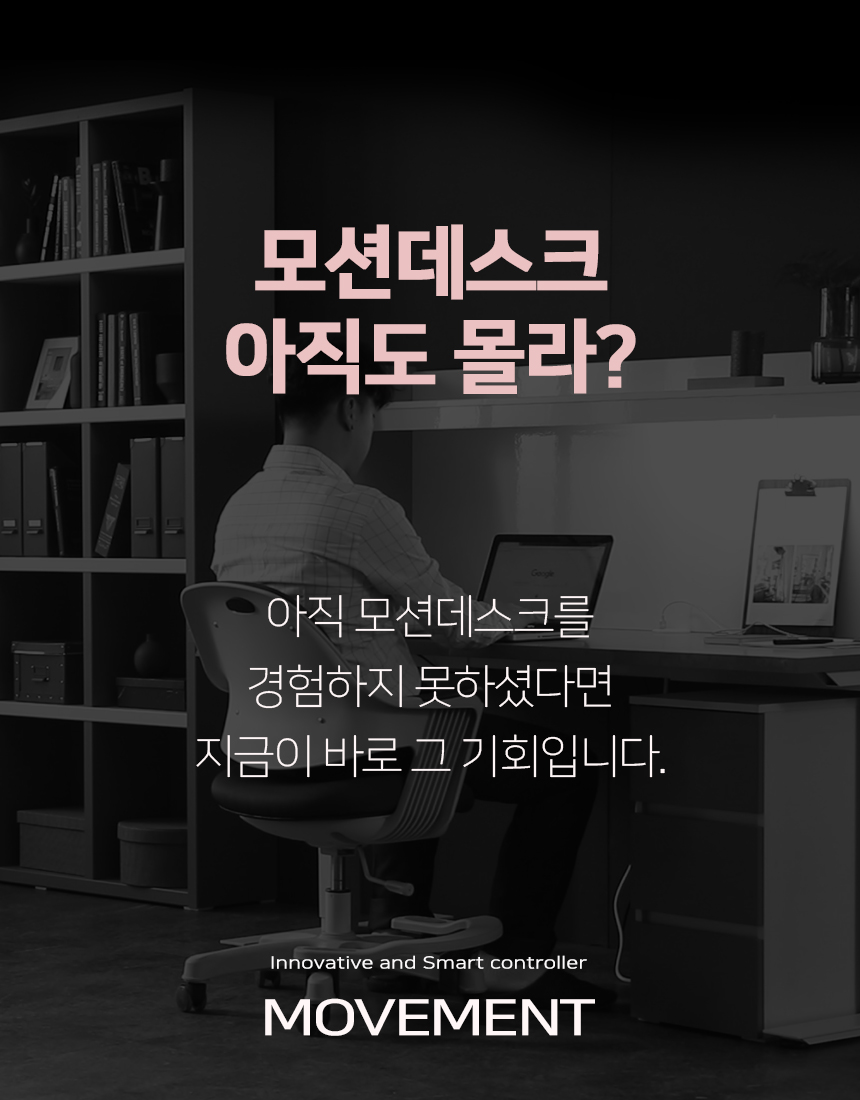 모션데스크
아직도 몰라?
Google
아직 모션데스크를
경험하지 못하셨다면
지금이 바로 그 기회입니다.
Innovative and Smart controller
MOVEMENT